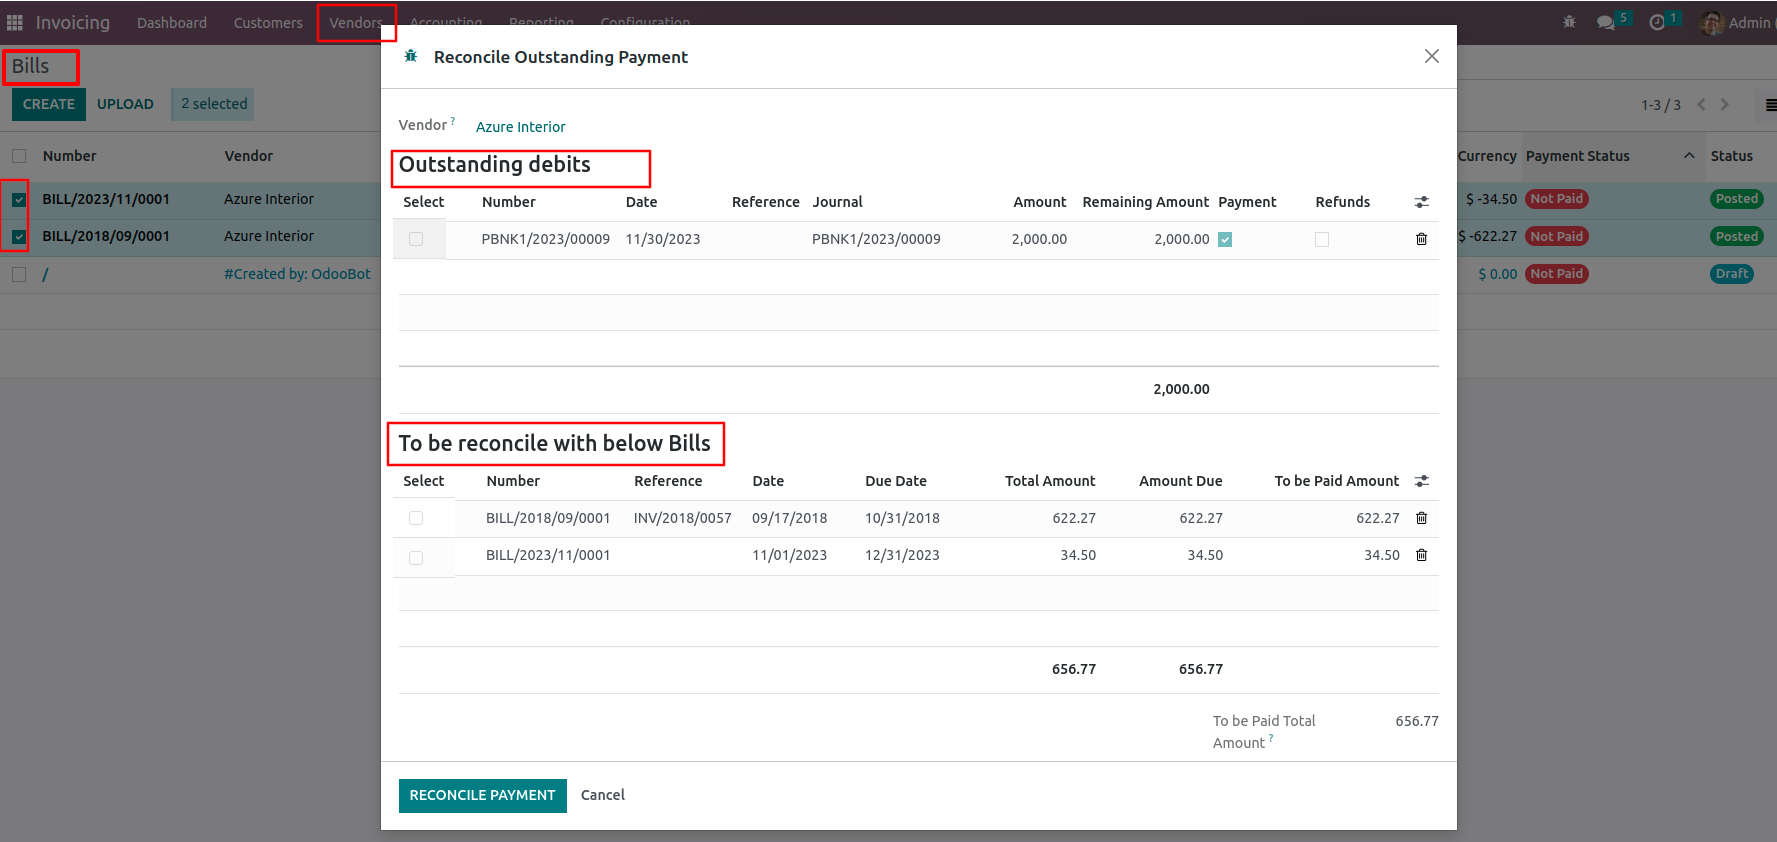 Invoicing Dashboard Customers Vendors Accounting Reporting Configuration 5 1 Admin (
Bills
CREATE UPLOAD 2 selected 1-3 / 3
Number Vendor Currency Payment Status Status
BILL/2023/11/0001 Azure Interior $ -34.50 Not Paid Posted
BILL/2018/09/0001 Azure Interior $ -622.27 Not Paid Posted
/ #Created by: OdooBot $ 0.00 Not Paid Draft
Reconcile Outstanding Payment
Vendor ? Azure Interior
Outstanding debits
Select Number Date Reference Journal Amount Remaining Amount Payment Refunds
PBNK1/2023/00009 11/30/2023 PBNK1/2023/00009 2,000.00 2,000.00
2,000.00
To be reconcile with below Bills
Select Number Reference Date Due Date Total Amount Amount Due To be Paid Amount
BILL/2018/09/0001 INV/2018/0057 09/17/2018 10/31/2018 622.27 622.27 622.27
BILL/2023/11/0001 11/01/2023 12/31/2023 34.50 34.50 34.50
656.77 656.77
To be Paid Total 656.77
Amount ?
RECONCILE PAYMENT Cancel